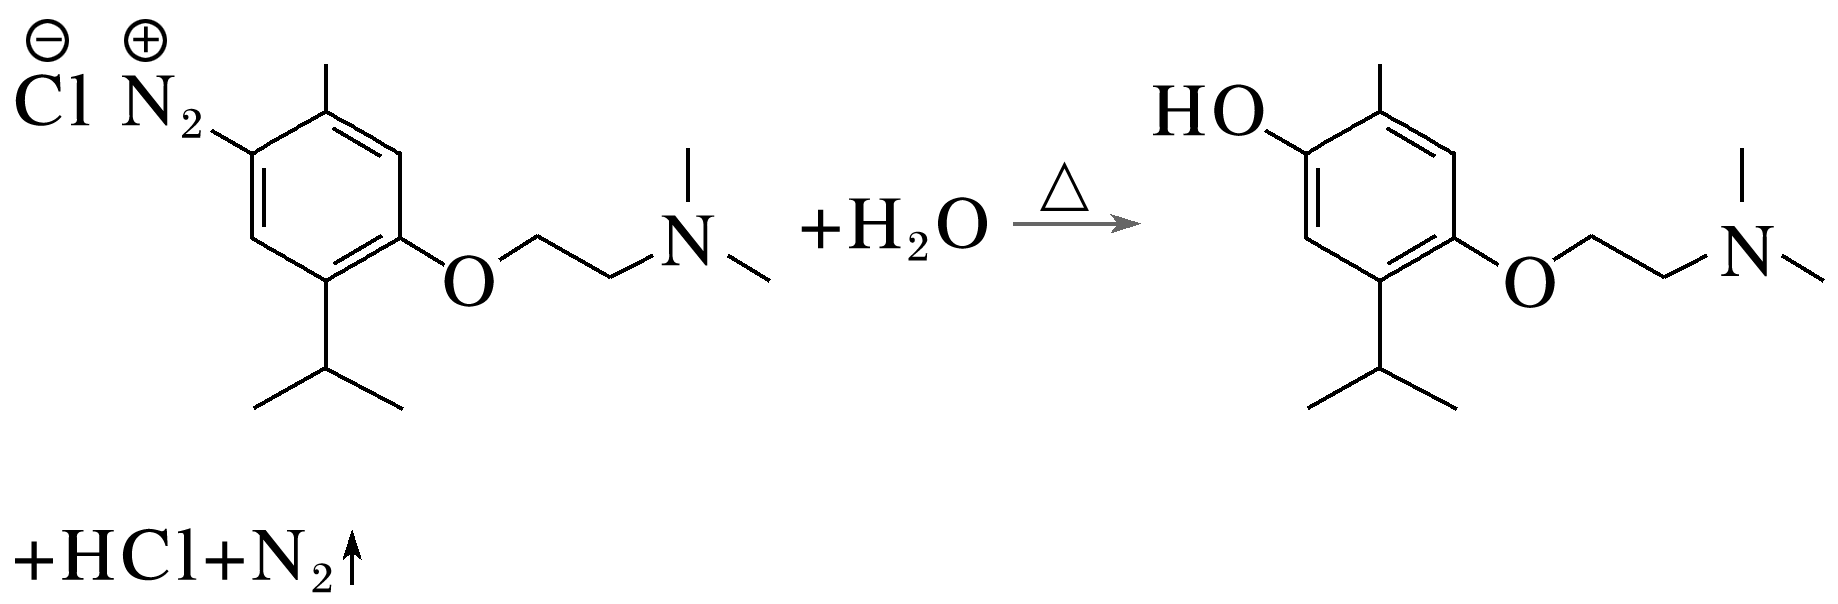 ⊖ ⊕
Cl N₂ O N +H₂O △ HO O N
+HCl+N₂↑